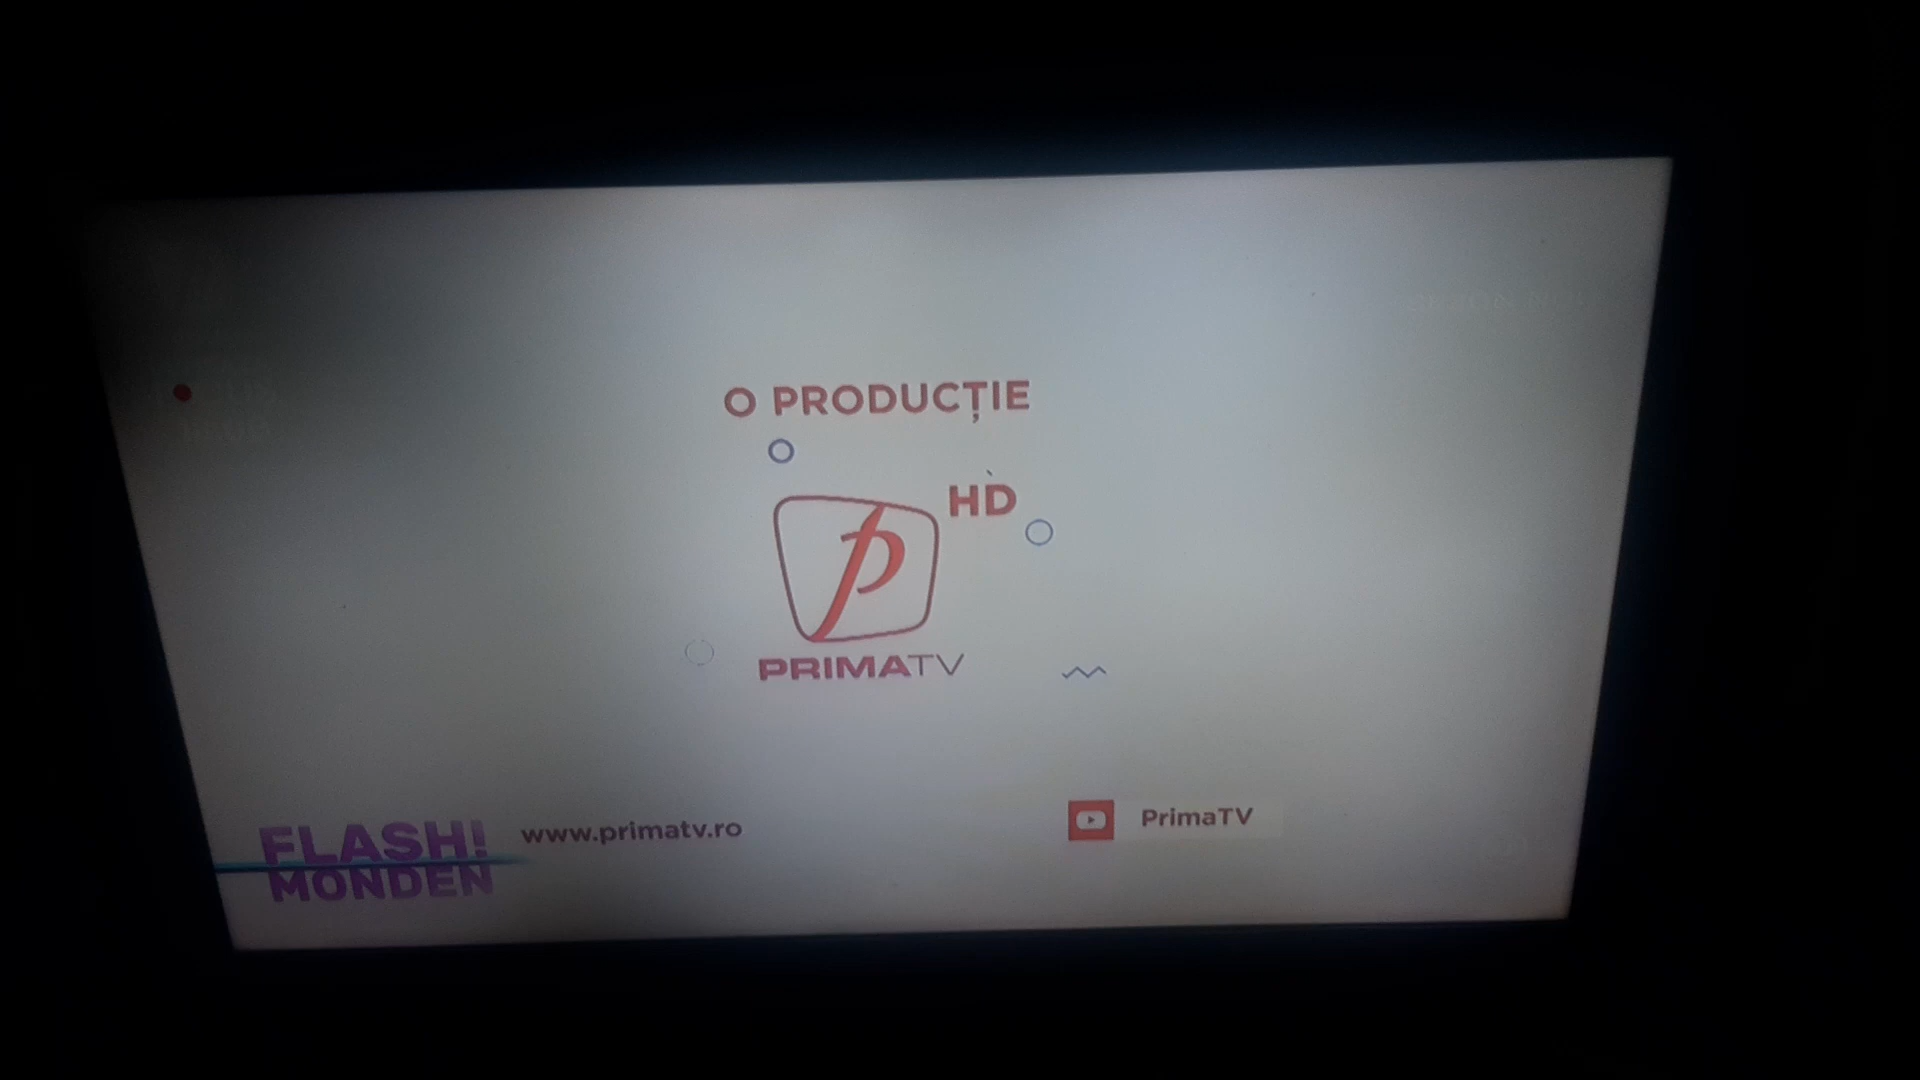 O PRODUCȚIE
HD
PRIMATV
FLASH!
MONDEN
www.primatv.ro
PrimaTV